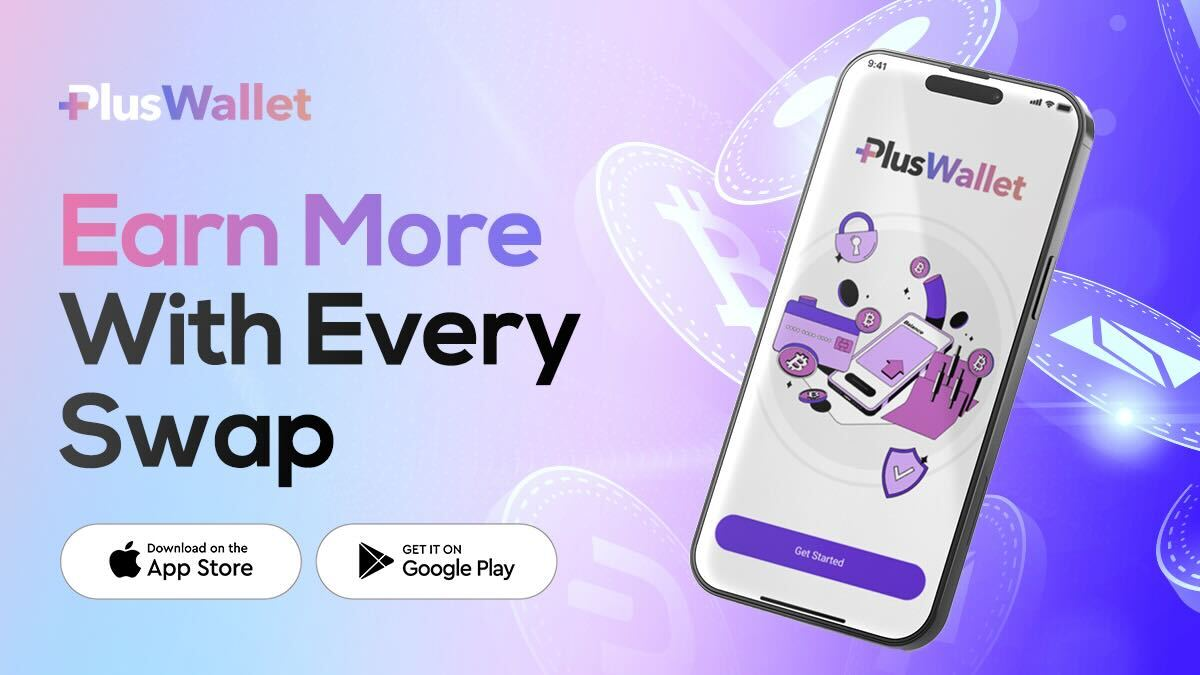 PlusWallet
Earn More
With Every
Swap
Download on the
App Store
GET IT ON
Google Play
9:41
PlusWallet
Balance
Get Started